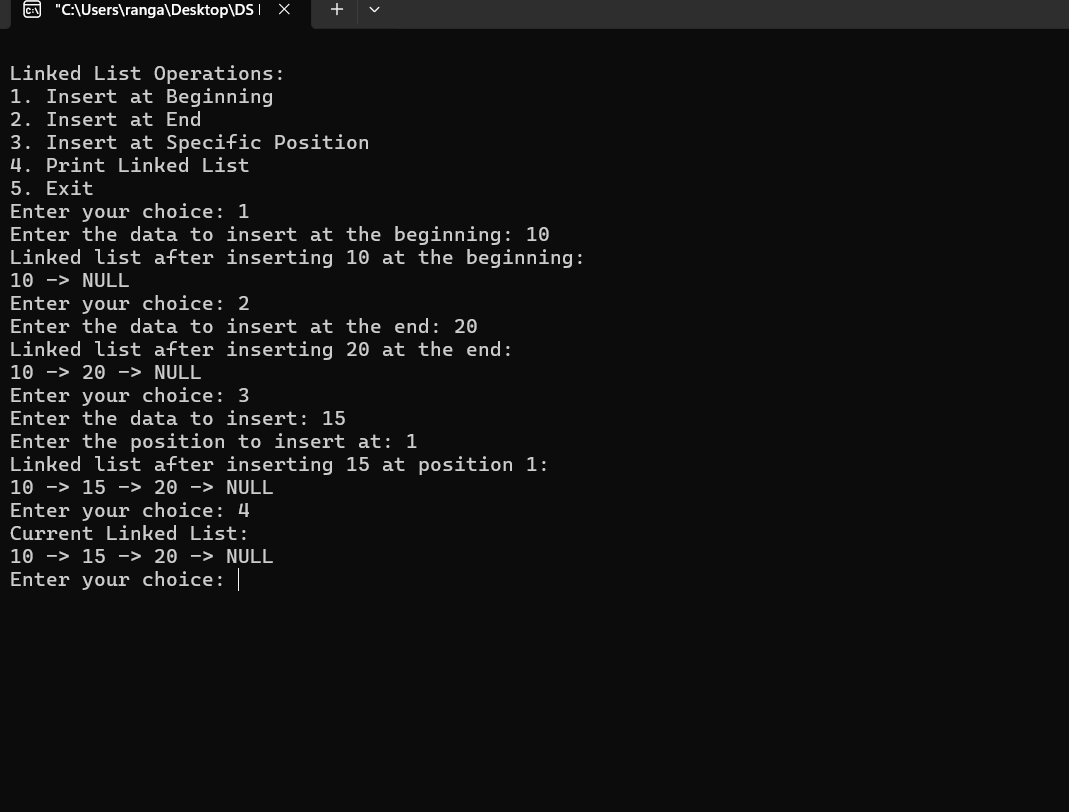 "C:\Users\ranga\Desktop\DS
Linked List Operations:
1. Insert at Beginning
2. Insert at End
3. Insert at Specific Position
4. Print Linked List
5. Exit
Enter your choice: 1
Enter the data to insert at the beginning: 10
Linked list after inserting 10 at the beginning:
10 -> NULL
Enter your choice: 2
Enter the data to insert at the end: 20
Linked list after inserting 20 at the end:
10 -> 20 -> NULL
Enter your choice: 3
Enter the data to insert: 15
Enter the position to insert at: 1
Linked list after inserting 15 at position 1:
10 -> 15 -> 20 -> NULL
Enter your choice: 4
Current Linked List:
10 -> 15 -> 20 -> NULL
Enter your choice: